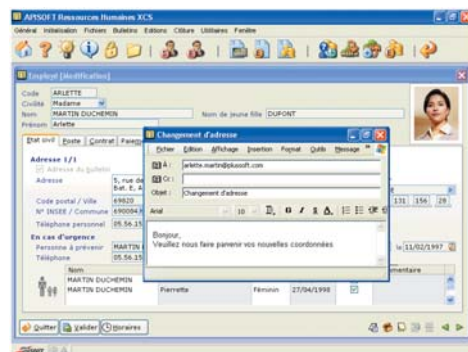 APISOFT Ressources Humaines XCS
Général Initialisation Fichiers Bulletins Editions Clôture Utilitaires Fenêtre
Employé [Modification]
Code ARLETTE
Civilité Madame
Nom MARTIN DUCHEMIN Nom de jeune fille DUPONT
Prénom Arlette
Etat civil Poste Contrat
Changement d'adresse
Fichier Edition Affichage Insertion Format Outils Message
À : arlette.martin@plusoft.com
Cc :
Objet : Changement d'adresse
Arial 10
Bonjour,
Veuillez nous faire parvenir vos nouvelles coordonnées
Adresse 1/1
Adresse du bulletin
Adresse 5, rue de
Bat. E, A
Code postal / Ville 69820
131 156 28
N° INSEE / Commune
Téléphone personnel 05.56.15
En cas d'urgence
Personne à prévenir MARTIN
le 11/02/1997
Téléphone 05.56.15
Nom
mentaire
MARTIN DUCHEMIN
MARTIN DUCHEMIN Pierrette Féminin 27/04/1998
Quitter Valider Horaires